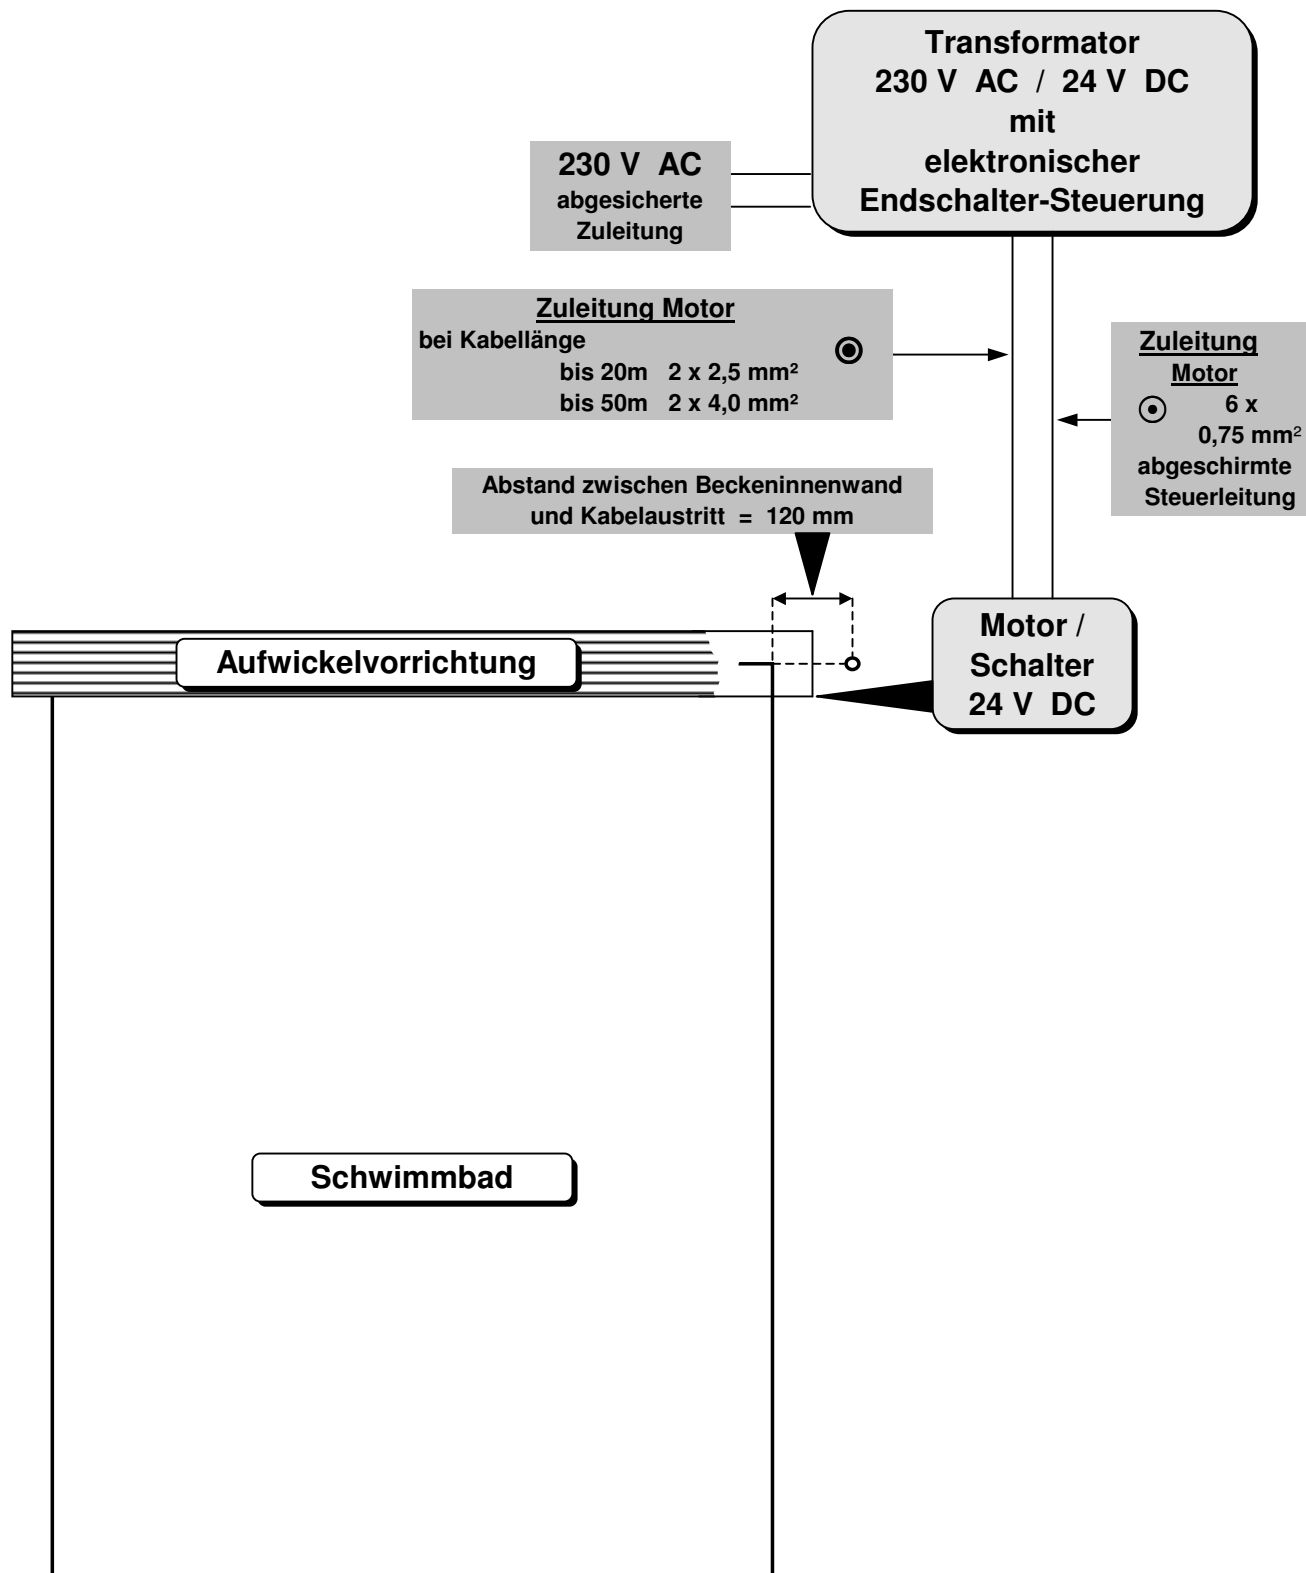 Transformator
230 V AC / 24 V DC
mit
elektronischer
Endschalter-Steuerung
230 V AC
abgesicherte
Zuleitung
Zuleitung Motor
bei Kabellänge
bis 20m 2 x 2,5 mm²
bis 50m 2 x 4,0 mm²
Zuleitung
Motor
6 x
0,75 mm²
abgeschirmte
Steuerleitung
Abstand zwischen Beckeninnenwand
und Kabelaustritt = 120 mm
Motor /
Schalter
24 V DC
Aufwickelvorrichtung
Schwimmbad